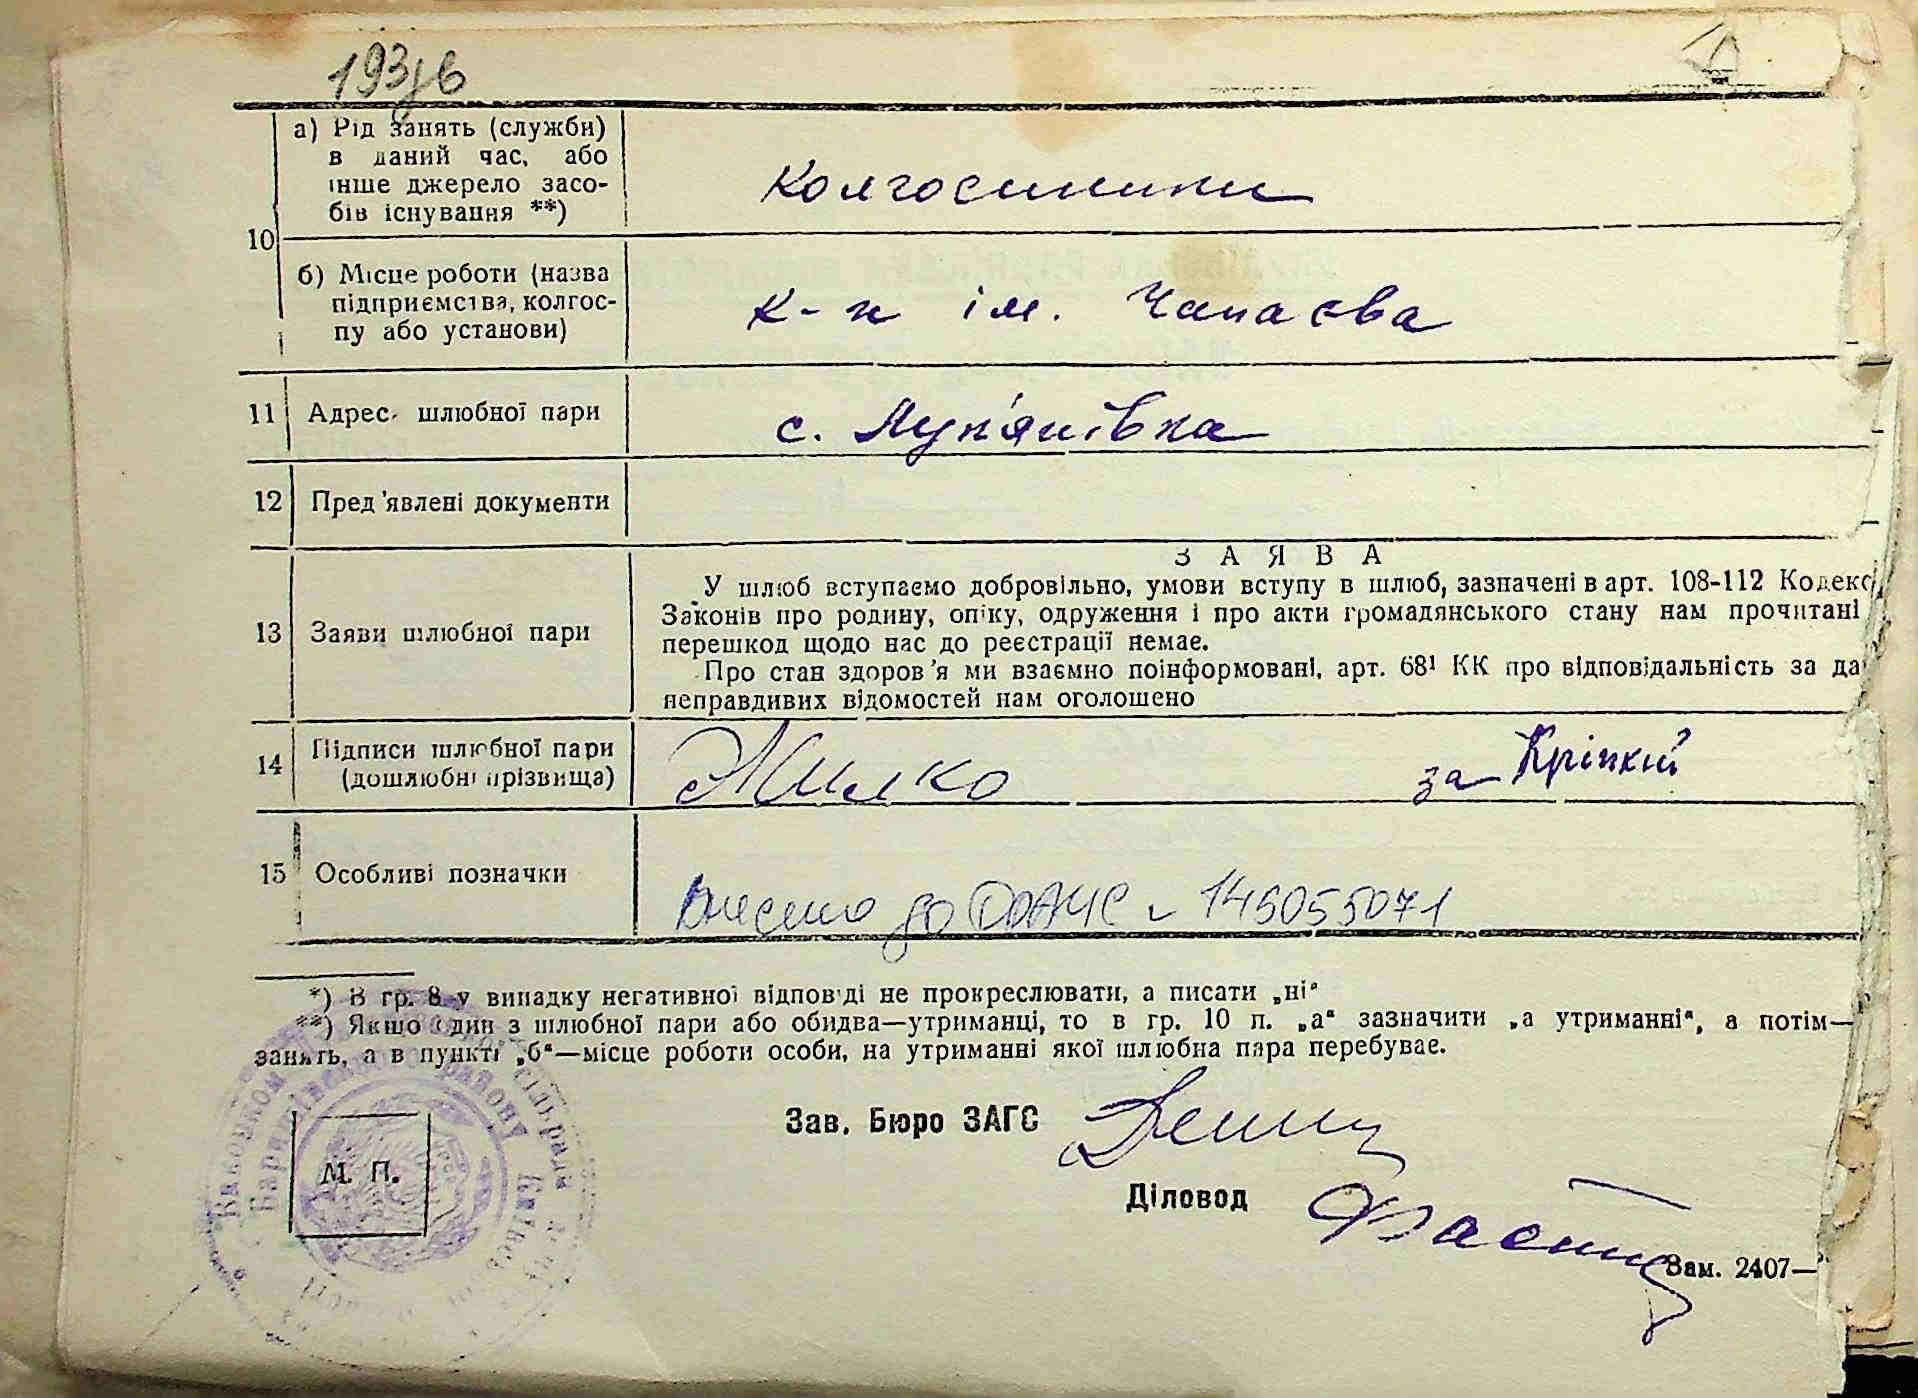 а) Рід занять (служби)
в даний час, або
інше джерело засо-
бів існування **)
Колгоспники
10
б) Місце роботи (назва
підприємства, колгос-
пу або установи)
к-п ім. Чапаєва
11 Адрес шлюбної пари
с. Лук'янівка
12 Пред'явлені документи
13 Заяви шлюбної пари
ЗАЯВА
У шлюб вступаємо добровільно, умови вступу в шлюб, зазначені в арт. 108-112 Кодекс
Законів про родину, опіку, одруження і про акти громадянського стану нам прочитані
перешкод щодо нас до реєстрації немає.
Про стан здоров'я ми взаємно поінформовані, арт. 68¹ КК про відповідальність за да
неправдивих відомостей нам оголошено
14 Підписи шлюбної пари
(дошлюбні прізвища)
Жилко за Кріпкій
15 Особливі позначки
Внесено до ДРАЦС 145055071
*) В гр. 8 у випадку негативної відповіді не прокреслювати, а писати „ні"
**) Якщо один з шлюбної пари або обидва—утриманці, то в гр. 10 п. „а" зазначити „а утриманні", а потім—
занять, а в пункті „б"—місце роботи особи, на утриманні якої шлюбна пара перебуває.
Зав. Бюро ЗАГС
М. П.
Діловод
Зам. 2407—